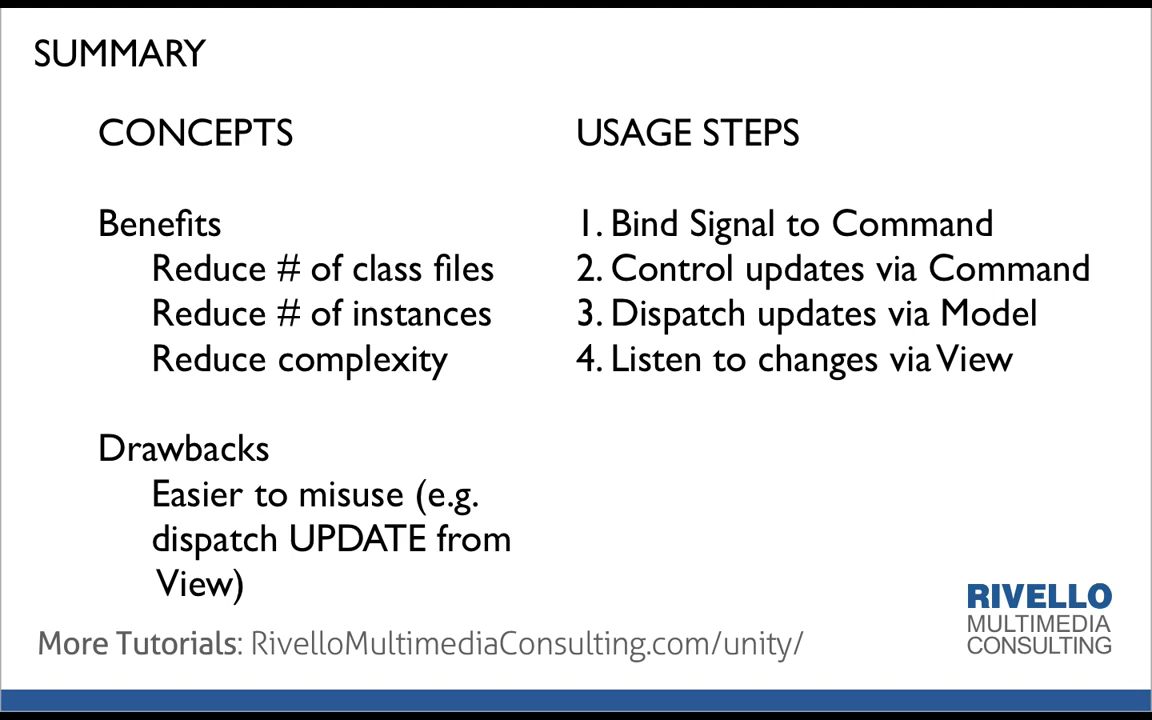 SUMMARY
CONCEPTS
Benefits
Reduce # of class files
Reduce # of instances
Reduce complexity
Drawbacks
Easier to misuse (e.g.
dispatch UPDATE from
View)
USAGE STEPS
1. Bind Signal to Command
2. Control updates via Command
3. Dispatch updates via Model
4. Listen to changes via View
More Tutorials: RivelloMultimediaConsulting.com/unity/
RIVELLO
MULTIMEDIA
CONSULTING